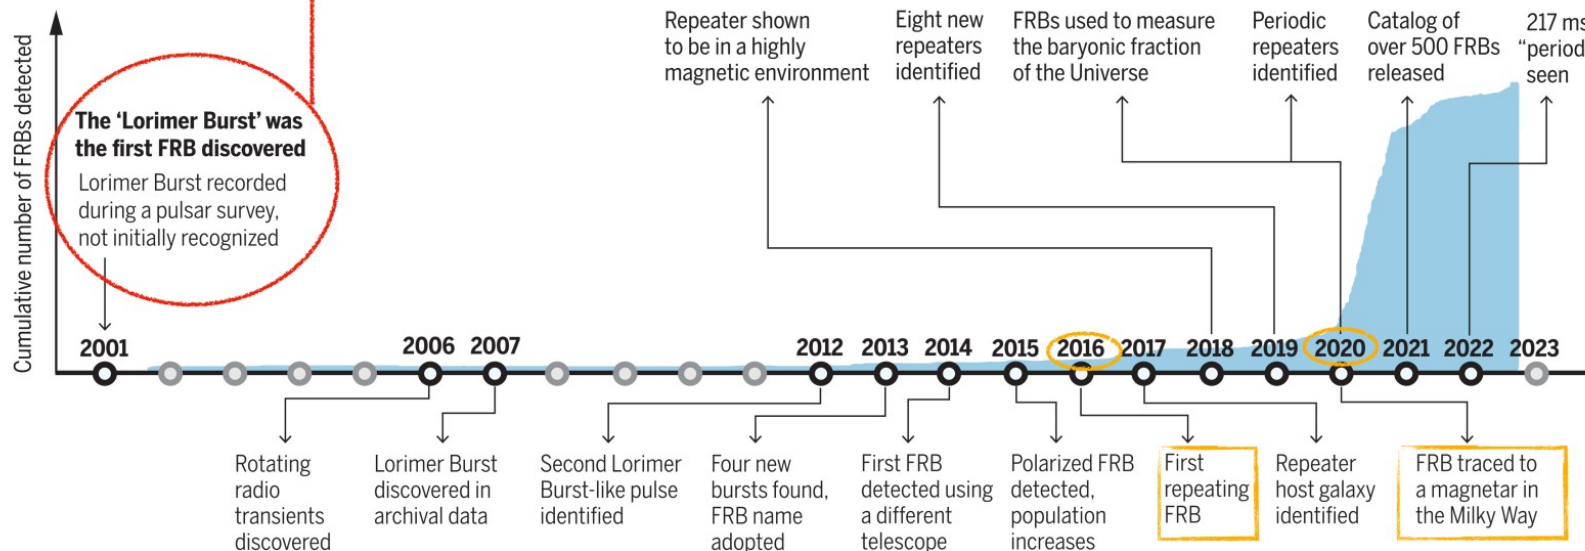 Cumulative number of FRBs detected
The ‘Lorimer Burst’ was
the first FRB discovered
Lorimer Burst recorded
during a pulsar survey,
not initially recognized
Repeater shown
to be in a highly
magnetic environment
Eight new
repeaters
identified
FRBs used to measure
the baryonic fraction
of the Universe
Periodic
repeaters
identified
Catalog of
over 500 FRBs
released
217 ms
“period
seen
2001
2006
2007
2012
2013
2014
2015
2016
2017
2018
2019
2020
2021
2022
2023
Rotating
radio
transients
discovered
Lorimer Burst
discovered in
archival data
Second Lorimer
Burst-like pulse
identified
Four new
bursts found,
FRB name
adopted
First FRB
detected using
a different
telescope
Polarized FRB
detected,
population
increases
First
repeating
FRB
Repeater
host galaxy
identified
FRB traced to
a magnetar in
the Milky Way